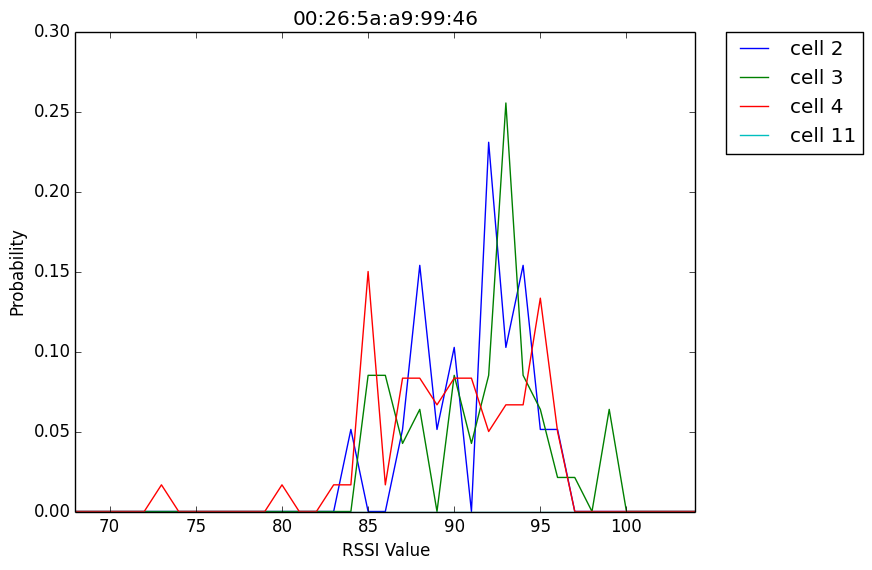 00:26:5a:a9:99:46
0.30
0.25
0.20
0.15
0.10
0.05
0.00
Probability
70
75
80
85
90
95
100
RSSI Value
cell 2
cell 3
cell 4
cell 11